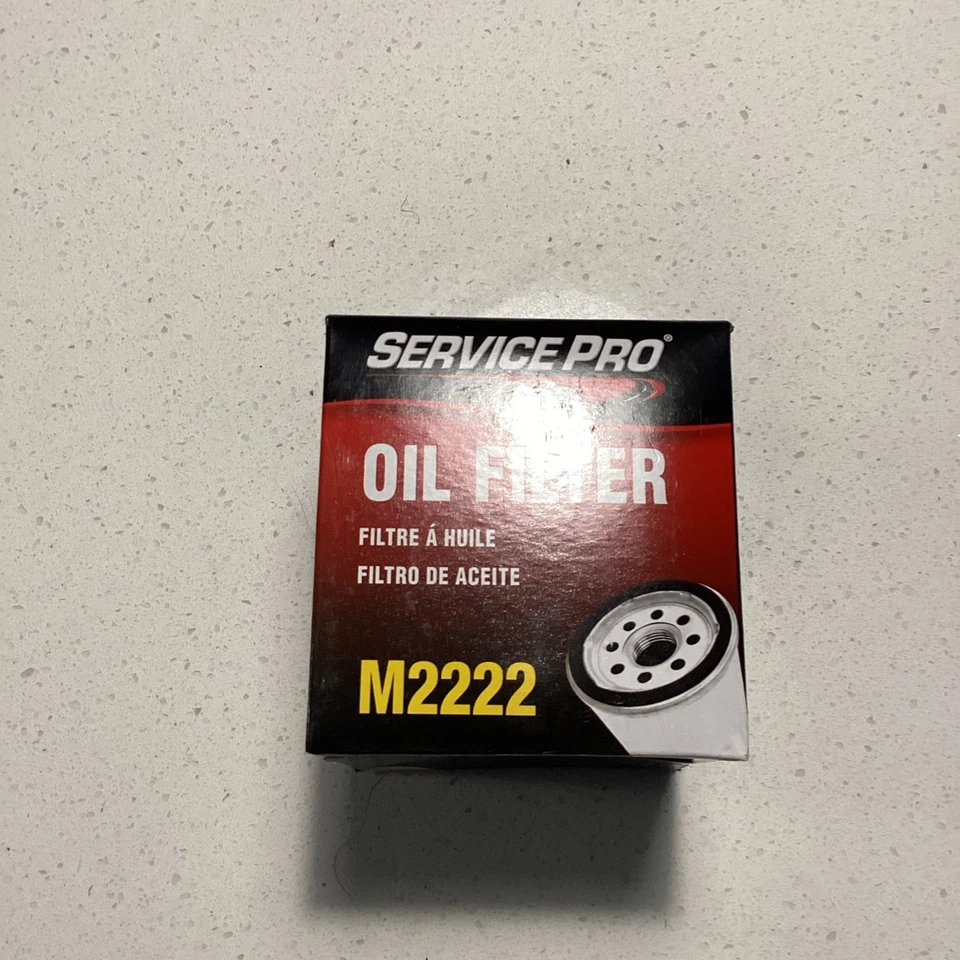 SERVICE PRO®
OIL FILTER
FILTRE Á HUILE
FILTRO DE ACEITE
M2222